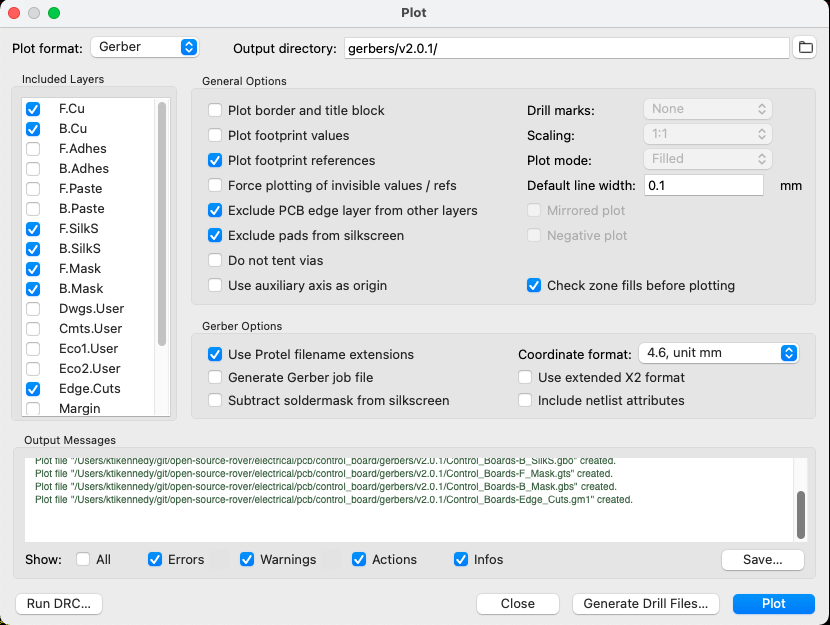 Plot
Plot format: Gerber Output directory: gerbers/v2.0.1/
Included Layers
F.Cu
B.Cu
F.Adhes
B.Adhes
F.Paste
B.Paste
F.SilkS
B.SilkS
F.Mask
B.Mask
Dwgs.User
Cmts.User
Eco1.User
Eco2.User
Edge.Cuts
Margin
General Options
Plot border and title block Drill marks: None
Plot footprint values Scaling: 1:1
Plot footprint references Plot mode: Filled
Force plotting of invisible values / refs Default line width: 0.1 mm
Exclude PCB edge layer from other layers Mirrored plot
Exclude pads from silkscreen Negative plot
Do not tent vias
Use auxiliary axis as origin Check zone fills before plotting
Gerber Options
Use Protel filename extensions Coordinate format: 4.6, unit mm
Generate Gerber job file Use extended X2 format
Subtract soldermask from silkscreen Include netlist attributes
Output Messages
Plot file "/Users/ktikennedy/git/open-source-rover/electrical/pcb/control_board/gerbers/v2.0.1/Control_Boards-B_SilkS.gbo" created.
Plot file "/Users/ktikennedy/git/open-source-rover/electrical/pcb/control_board/gerbers/v2.0.1/Control_Boards-F_Mask.gts" created.
Plot file "/Users/ktikennedy/git/open-source-rover/electrical/pcb/control_board/gerbers/v2.0.1/Control_Boards-B_Mask.gbs" created.
Plot file "/Users/ktikennedy/git/open-source-rover/electrical/pcb/control_board/gerbers/v2.0.1/Control_Boards-Edge_Cuts.gm1" created.
Show: All Errors Warnings Actions Infos Save...
Run DRC... Close Generate Drill Files... Plot